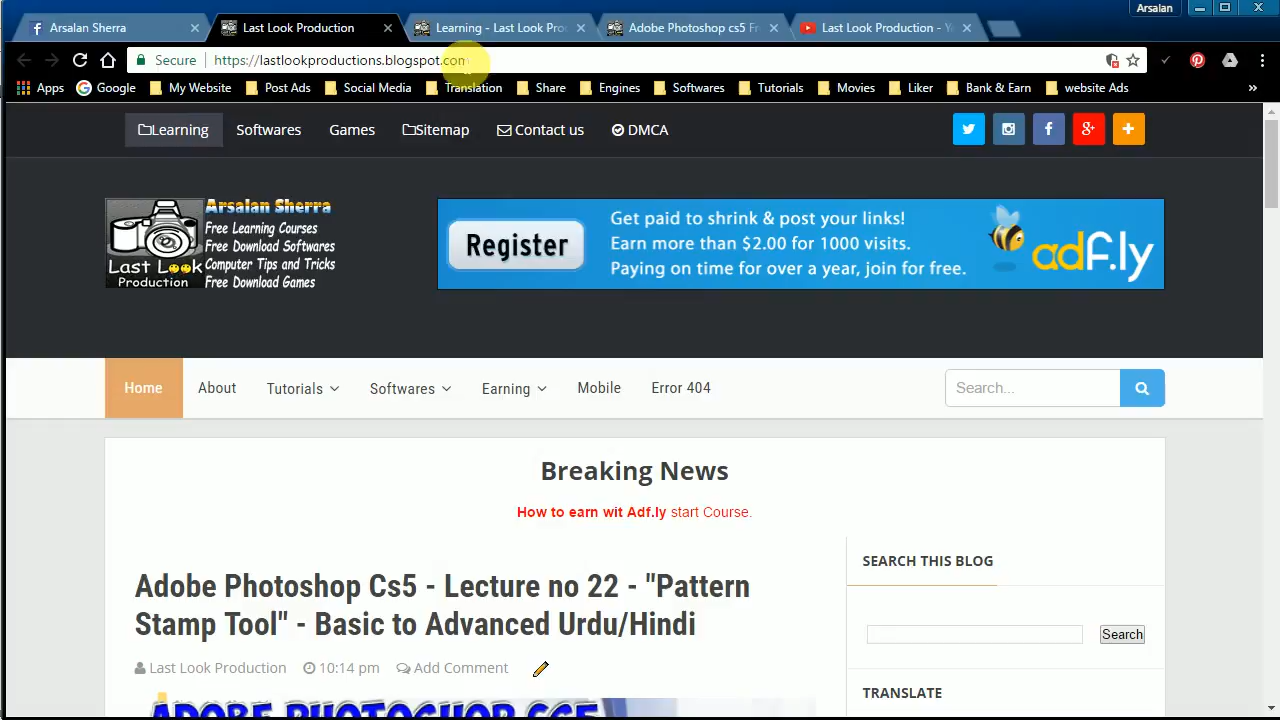 Arsalan
Arsalan Sherra
Last Look Production
Learning - Last Look Pro
Adobe Photoshop cs5 Fr
Last Look Production - Y
Secure
https://lastlookproductions.blogspot.com
Apps
Google
My Website
Post Ads
Social Media
Translation
Share
Engines
Softwares
Tutorials
Movies
Liker
Bank & Earn
website Ads
Learning
Softwares
Games
Sitemap
Contact us
DMCA
Arsalan Sherra
Free Learning Courses
Free Download Softwares
Computer Tips and Tricks
Free Download Games
Last Look
Production
Register
Get paid to shrink & post your links!
Earn more than $2.00 for 1000 visits.
Paying on time for over a year, join for free.
adf.ly
Home
About
Tutorials
Softwares
Earning
Mobile
Error 404
Search...
Breaking News
How to earn wit Adf.ly start Course.
Adobe Photoshop Cs5 - Lecture no 22 - "Pattern
Stamp Tool" - Basic to Advanced Urdu/Hindi
Last Look Production
10:14 pm
Add Comment
ADOBE PHOTOSHOP CS5
SEARCH THIS BLOG
Search
TRANSLATE